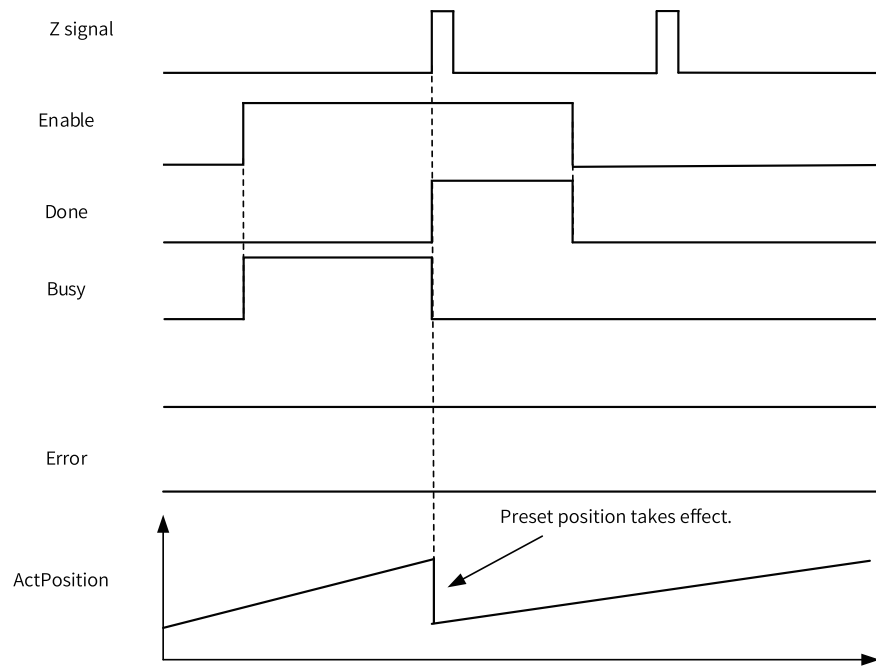 Z signal
Enable
Done
Busy
Error
Preset position takes effect.
ActPosition